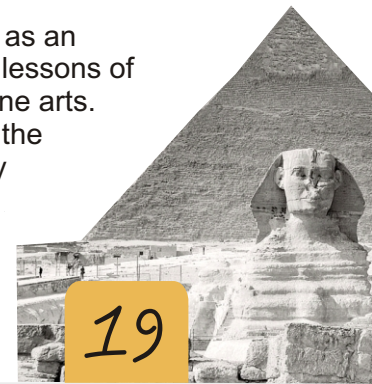 as an
lessons of
ne arts.
the
19